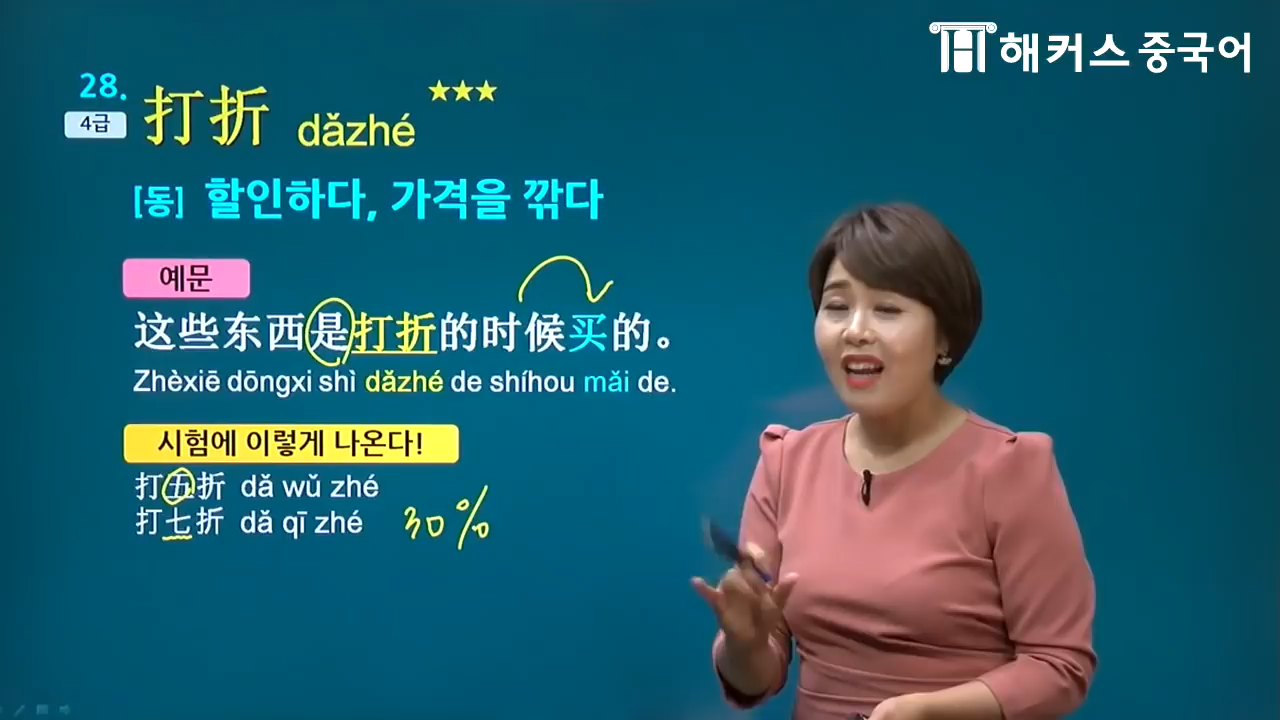 해커스 중국어
28.
4급
打折 dǎzhé ★★★
[동] 할인하다, 가격을 깎다
예문
这些东西是打折的时候买的。
Zhèxiē dōngxi shì dǎzhé de shíhou mǎi de.
시험에 이렇게 나온다!
打五折 dǎ wǔ zhé
打七折 dǎ qī zhé 30%